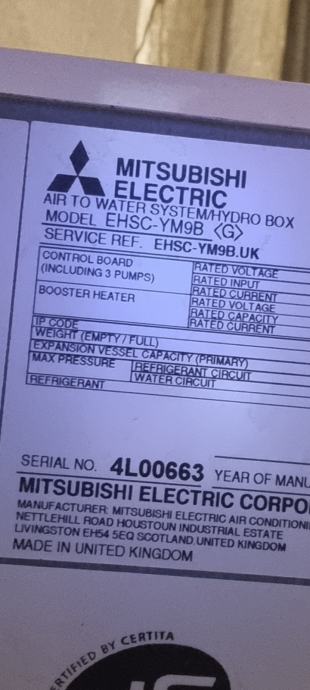 MITSUBISHI
ELECTRIC
AIR TO WATER SYSTEM/HYDRO BOX
MODEL EHSC-YM9B <G>
SERVICE REF. EHSC-YM9B.UK
CONTROL BOARD
(INCLUDING 3 PUMPS)
RATED VOLTAGE
RATED INPUT
RATED CURRENT
BOOSTER HEATER
RATED VOLTAGE
RATED CAPACITY
RATED CURRENT
IP CODE
WEIGHT (EMPTY / FULL)
EXPANSION VESSEL CAPACITY (PRIMARY)
MAX PRESSURE
REFRIGERANT CIRCUIT
WATER CIRCUIT
REFRIGERANT
SERIAL NO. 4L00663 YEAR OF MANU
MITSUBISHI ELECTRIC CORPO
MANUFACTURER: MITSUBISHI ELECTRIC AIR CONDITIONI
NETTLEHILL ROAD HOUSTOUN INDUSTRIAL ESTATE
LIVINGSTON EH54 5EQ SCOTLAND, UNITED KINGDOM
MADE IN UNITED KINGDOM
RTIFIED BY CERTITA